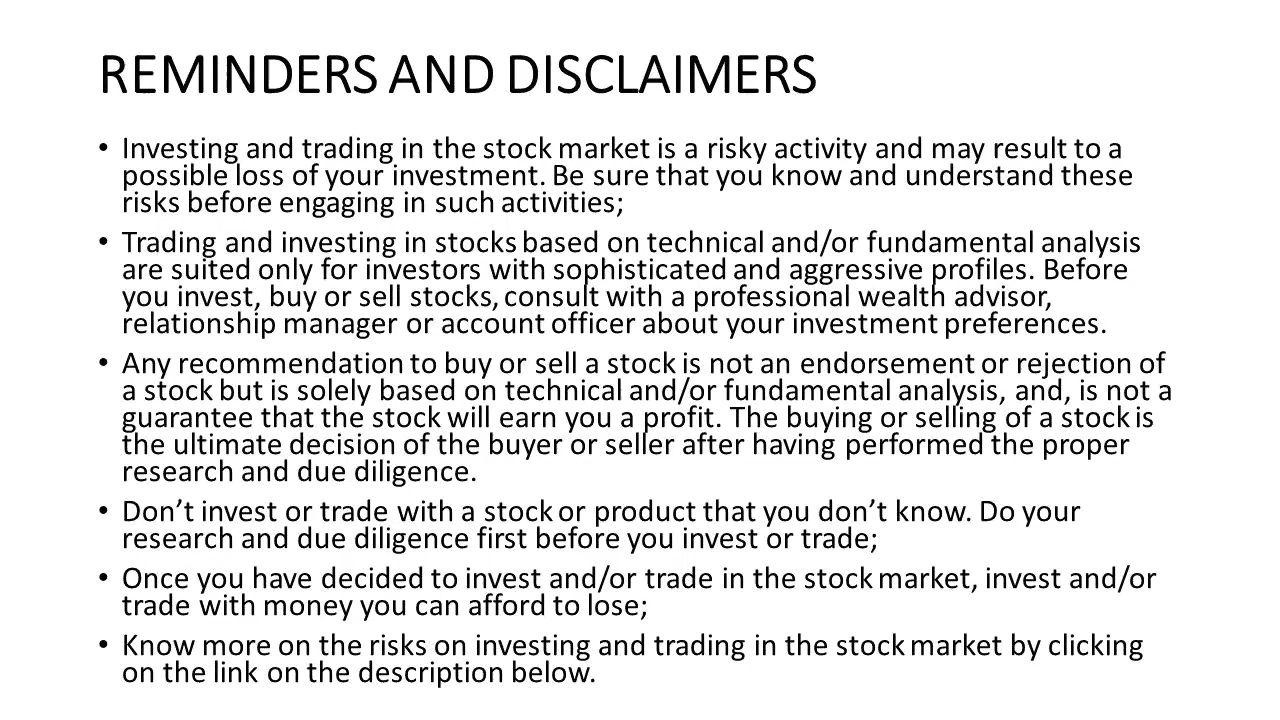 REMINDERS AND DISCLAIMERS
• Investing and trading in the stock market is a risky activity and may result to a
possible loss of your investment. Be sure that you know and understand these
risks before engaging in such activities;
• Trading and investing in stocks based on technical and/or fundamental analysis
are suited only for investors with sophisticated and aggressive profiles. Before
you invest, buy or sell stocks, consult with a professional wealth advisor,
relationship manager or account officer about your investment preferences.
• Any recommendation to buy or sell a stock is not an endorsement or rejection of
a stock but is solely based on technical and/or fundamental analysis, and, is not a
guarantee that the stock will earn you a profit. The buying or selling of a stock is
the ultimate decision of the buyer or seller after having performed the proper
research and due diligence.
• Don’t invest or trade with a stock or product that you don’t know. Do your
research and due diligence first before you invest or trade;
• Once you have decided to invest and/or trade in the stock market, invest and/or
trade with money you can afford to lose;
• Know more on the risks on investing and trading in the stock market by clicking
on the link on the description below.